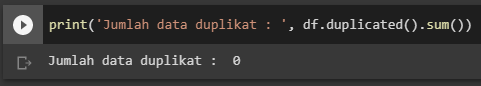 print('Jumlah data duplikat : ', df.duplicated().sum())
Jumlah data duplikat :  0